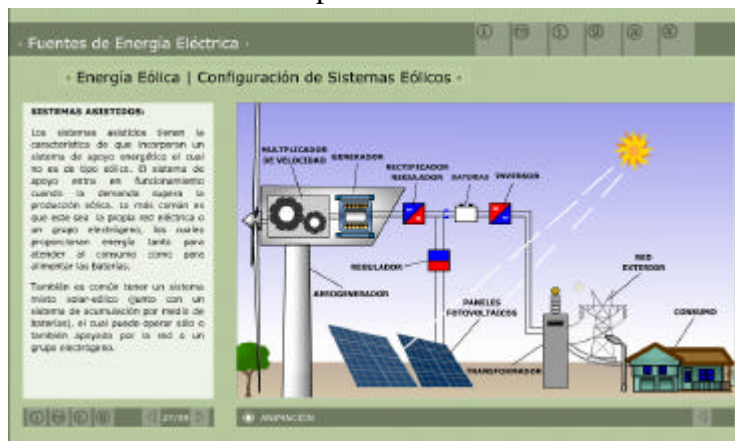 · Fuentes de Energía Eléctrica ·
· Energía Eólica | Configuración de Sistemas Eólicos ·
SISTEMAS ASISTIDOS:
Los sistemas asistidos tienen la
característica de que incorporan un
sistema de apoyo energético el cual
no es de tipo eólico. El sistema de
apoyo entra en funcionamiento
cuando la demanda supera la
producción eólica. Lo más común es
que este sea la propia red eléctrica o
un grupo electrógeno, los cuales
proporcionan energía tanto para
atender al consumo como para
alimentar las baterías.
También es común tener un sistema
mixto solar-eólico (junto con un
sistema de acumulación por medio de
baterías), el cual puede operar sólo o
también apoyado por la red o un
grupo electrógeno.
MULTIPLICADOR
DE VELOCIDAD
GENERADOR
RECTIFICADOR
REGULADOR
BATERIAS
INVERSOR
REGULADOR
AEROGENERADOR
PANELES
FOTOVOLTAICOS
RED
EXTERIOR
CONSUMO
TRANSFORMADOR
ANIMACIÓN